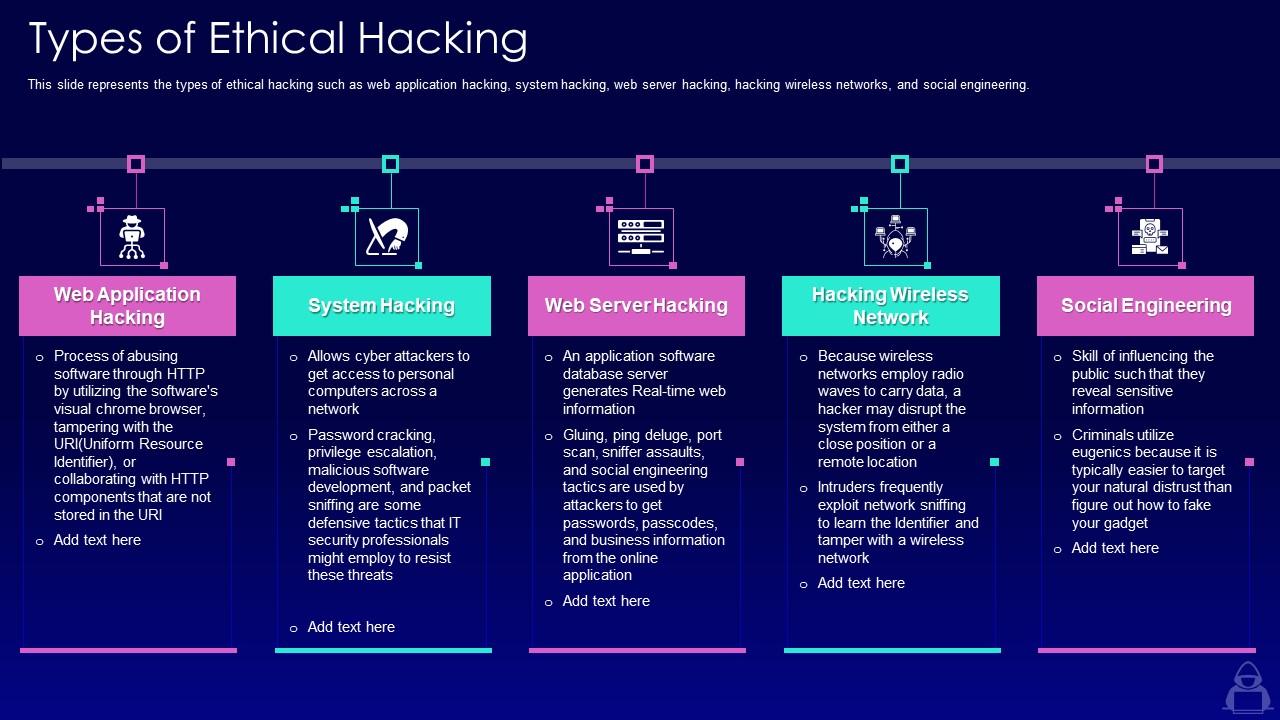 Types of Ethical Hacking
This slide represents the types of ethical hacking such as web application hacking, system hacking, web server hacking, hacking wireless networks, and social engineering.
Web Application
Hacking
o Process of abusing
software through HTTP
by utilizing the software's
visual chrome browser,
tampering with the
URI(Uniform Resource
Identifier), or
collaborating with HTTP
components that are not
stored in the URI
o Add text here
System Hacking
o Allows cyber attackers to
get access to personal
computers across a
network
o Password cracking,
privilege escalation,
malicious software
development, and packet
sniffing are some
defensive tactics that IT
security professionals
might employ to resist
these threats
o Add text here
Web Server Hacking
o An application software
database server
generates Real-time web
information
o Gluing, ping deluge, port
scan, sniffer assaults,
and social engineering
tactics are used by
attackers to get
passwords, passcodes,
and business information
from the online
application
o Add text here
Hacking Wireless
Network
o Because wireless
networks employ radio
waves to carry data, a
hacker may disrupt the
system from either a
close position or a
remote location
o Intruders frequently
exploit network sniffing
to learn the Identifier and
tamper with a wireless
network
o Add text here
Social Engineering
o Skill of influencing the
public such that they
reveal sensitive
information
o Criminals utilize
eugenics because it is
typically easier to target
your natural distrust than
figure out how to fake
your gadget
o Add text here